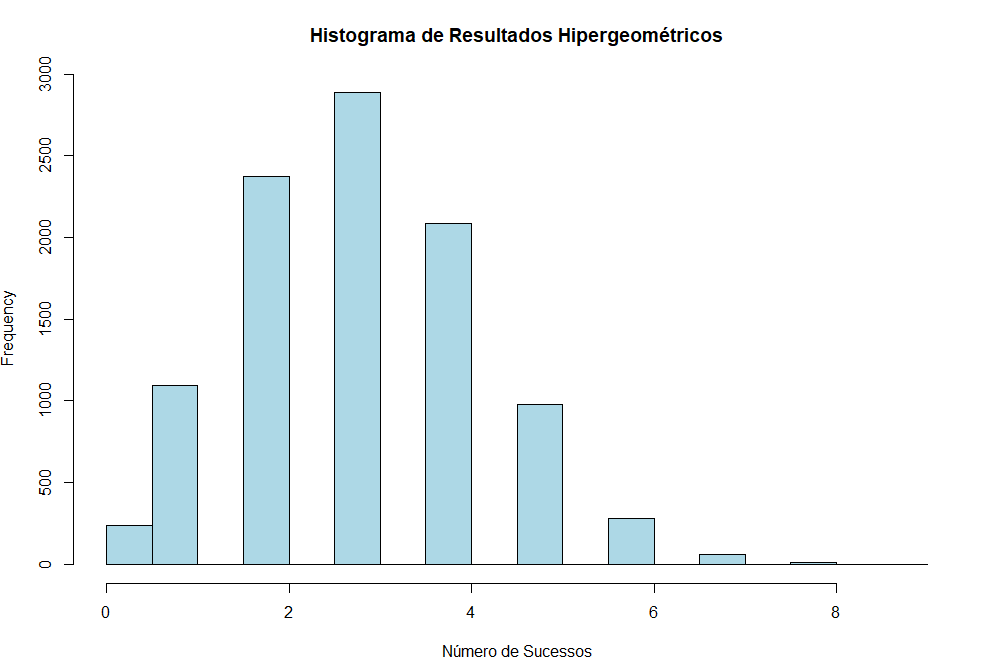 Histograma de Resultados Hipergeométricos
Frequency
3000
2500
2000
1500
1000
500
0
0 2 4 6 8
Número de Sucessos